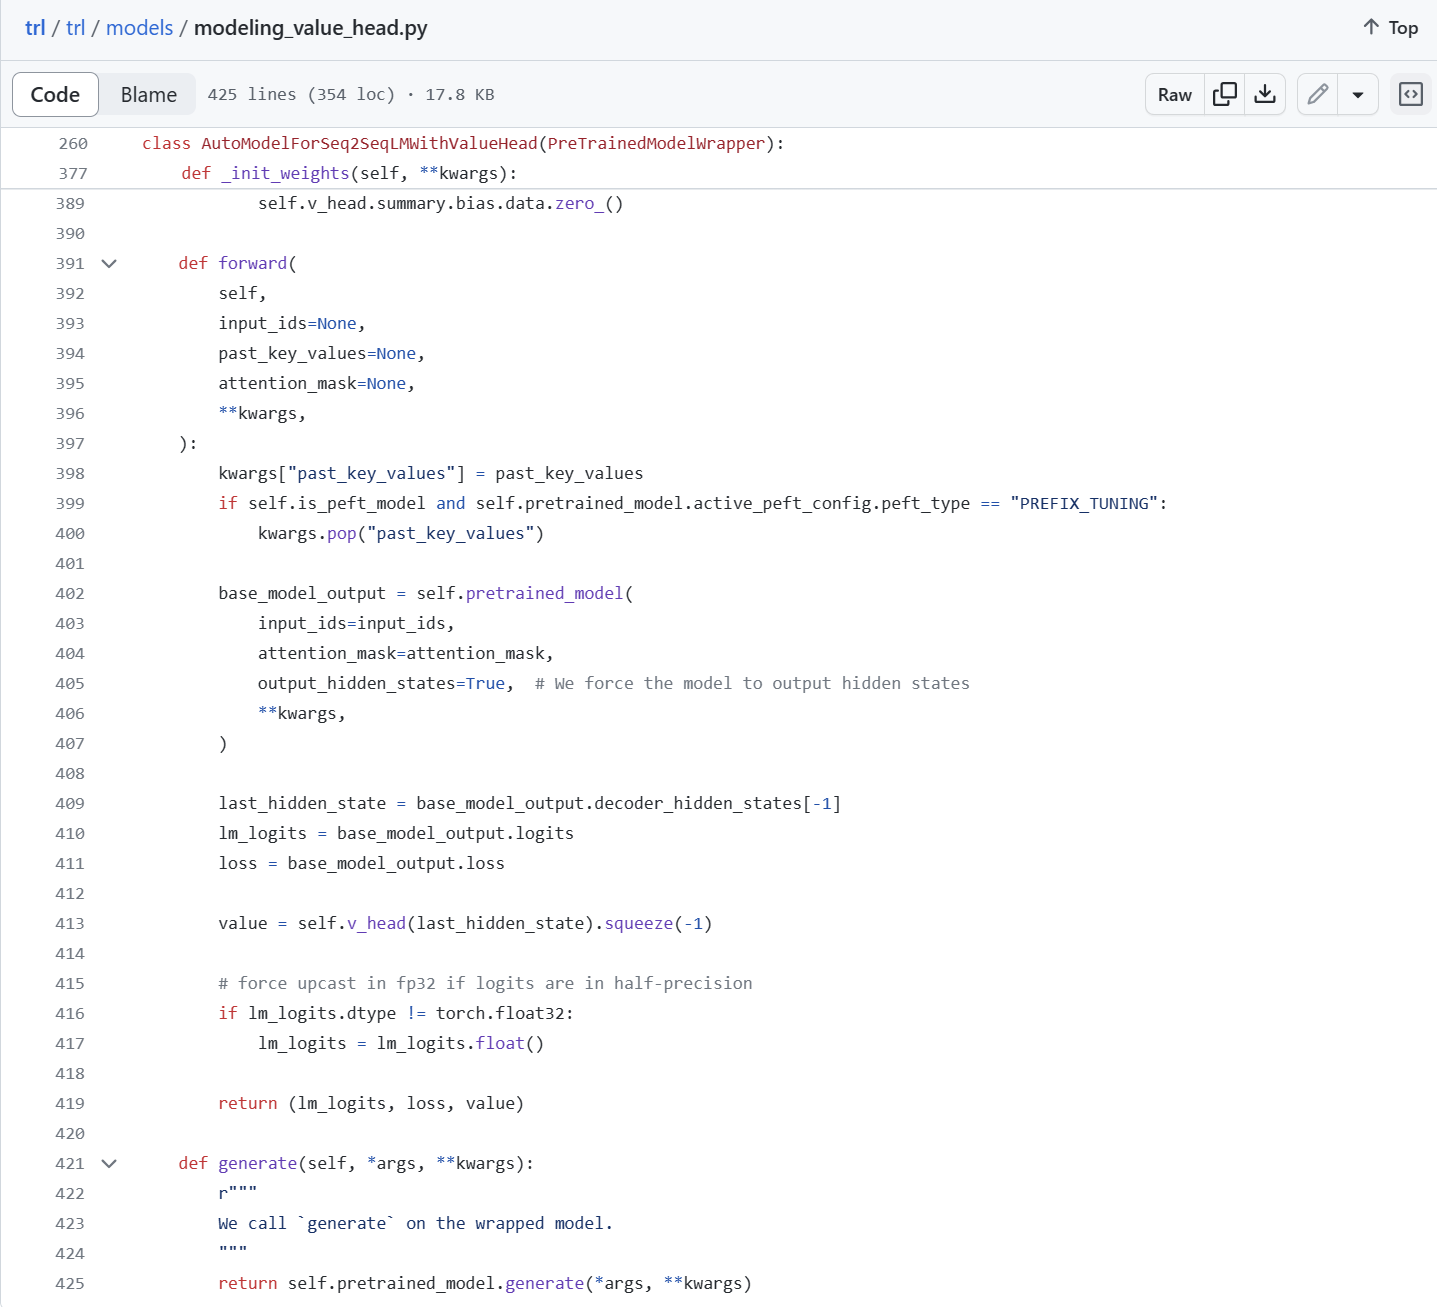 trl / trl / models / modeling_value_head.py
Top
Code Blame 425 lines (354 loc) · 17.8 KB
Raw
260 class AutoModelForSeq2SeqLMWithValueHead(PreTrainedModelWrapper):
377 def _init_weights(self, **kwargs):
389 self.v_head.summary.bias.data.zero_()
390
391 def forward(
392 self,
393 input_ids=None,
394 past_key_values=None,
395 attention_mask=None,
396 **kwargs,
397 ):
398 kwargs["past_key_values"] = past_key_values
399 if self.is_peft_model and self.pretrained_model.active_peft_config.peft_type == "PREFIX_TUNING":
400 kwargs.pop("past_key_values")
401
402 base_model_output = self.pretrained_model(
403 input_ids=input_ids,
404 attention_mask=attention_mask,
405 output_hidden_states=True,  # We force the model to output hidden states
406 **kwargs,
407 )
408
409 last_hidden_state = base_model_output.decoder_hidden_states[-1]
410 lm_logits = base_model_output.logits
411 loss = base_model_output.loss
412
413 value = self.v_head(last_hidden_state).squeeze(-1)
414
415 # force upcast in fp32 if logits are in half-precision
416 if lm_logits.dtype != torch.float32:
417 lm_logits = lm_logits.float()
418
419 return (lm_logits, loss, value)
420
421 def generate(self, *args, **kwargs):
422 r"""
423 We call `generate` on the wrapped model.
424 """
425 return self.pretrained_model.generate(*args, **kwargs)